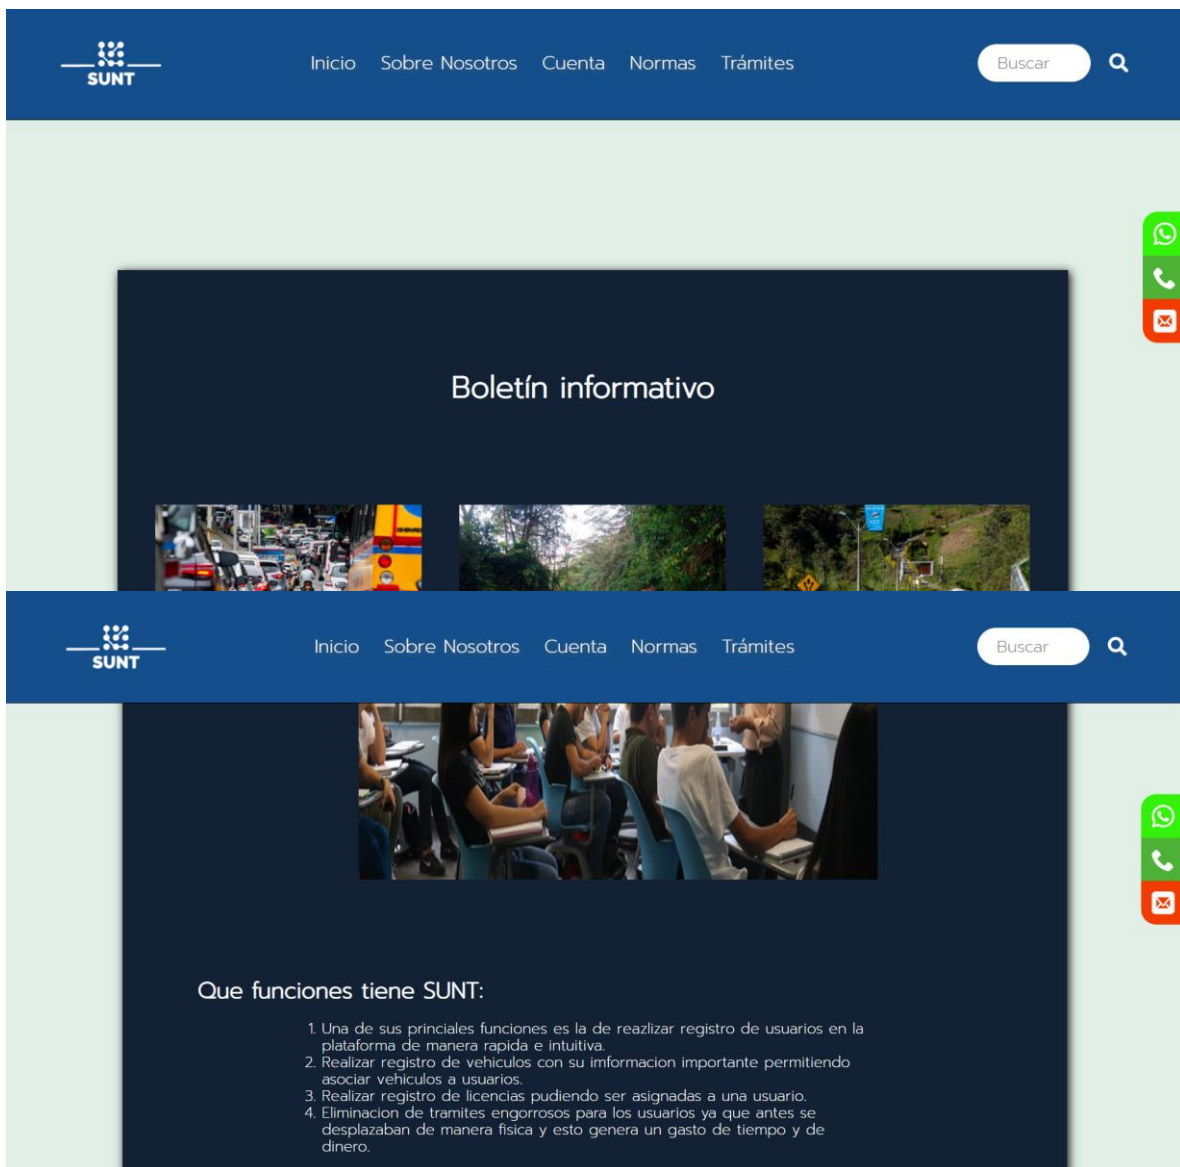 SUNT
Inicio Sobre Nosotros Cuenta Normas Trámites
Buscar
Boletín informativo
SUNT
Inicio Sobre Nosotros Cuenta Normas Trámites
Buscar
Que funciones tiene SUNT:
1. Una de sus princiales funciones es la de reazlizar registro de usuarios en la
plataforma de manera rapida e intuitiva.
2. Realizar registro de vehiculos con su imformacion importante permitiendo
asociar vehiculos a usuarios.
3. Realizar registro de licencias pudiendo ser asignadas a una usuario.
4. Eliminacion de tramites engorrosos para los usuarios ya que antes se
desplazaban de manera fisica y esto genera un gasto de tiempo y de
dinero.